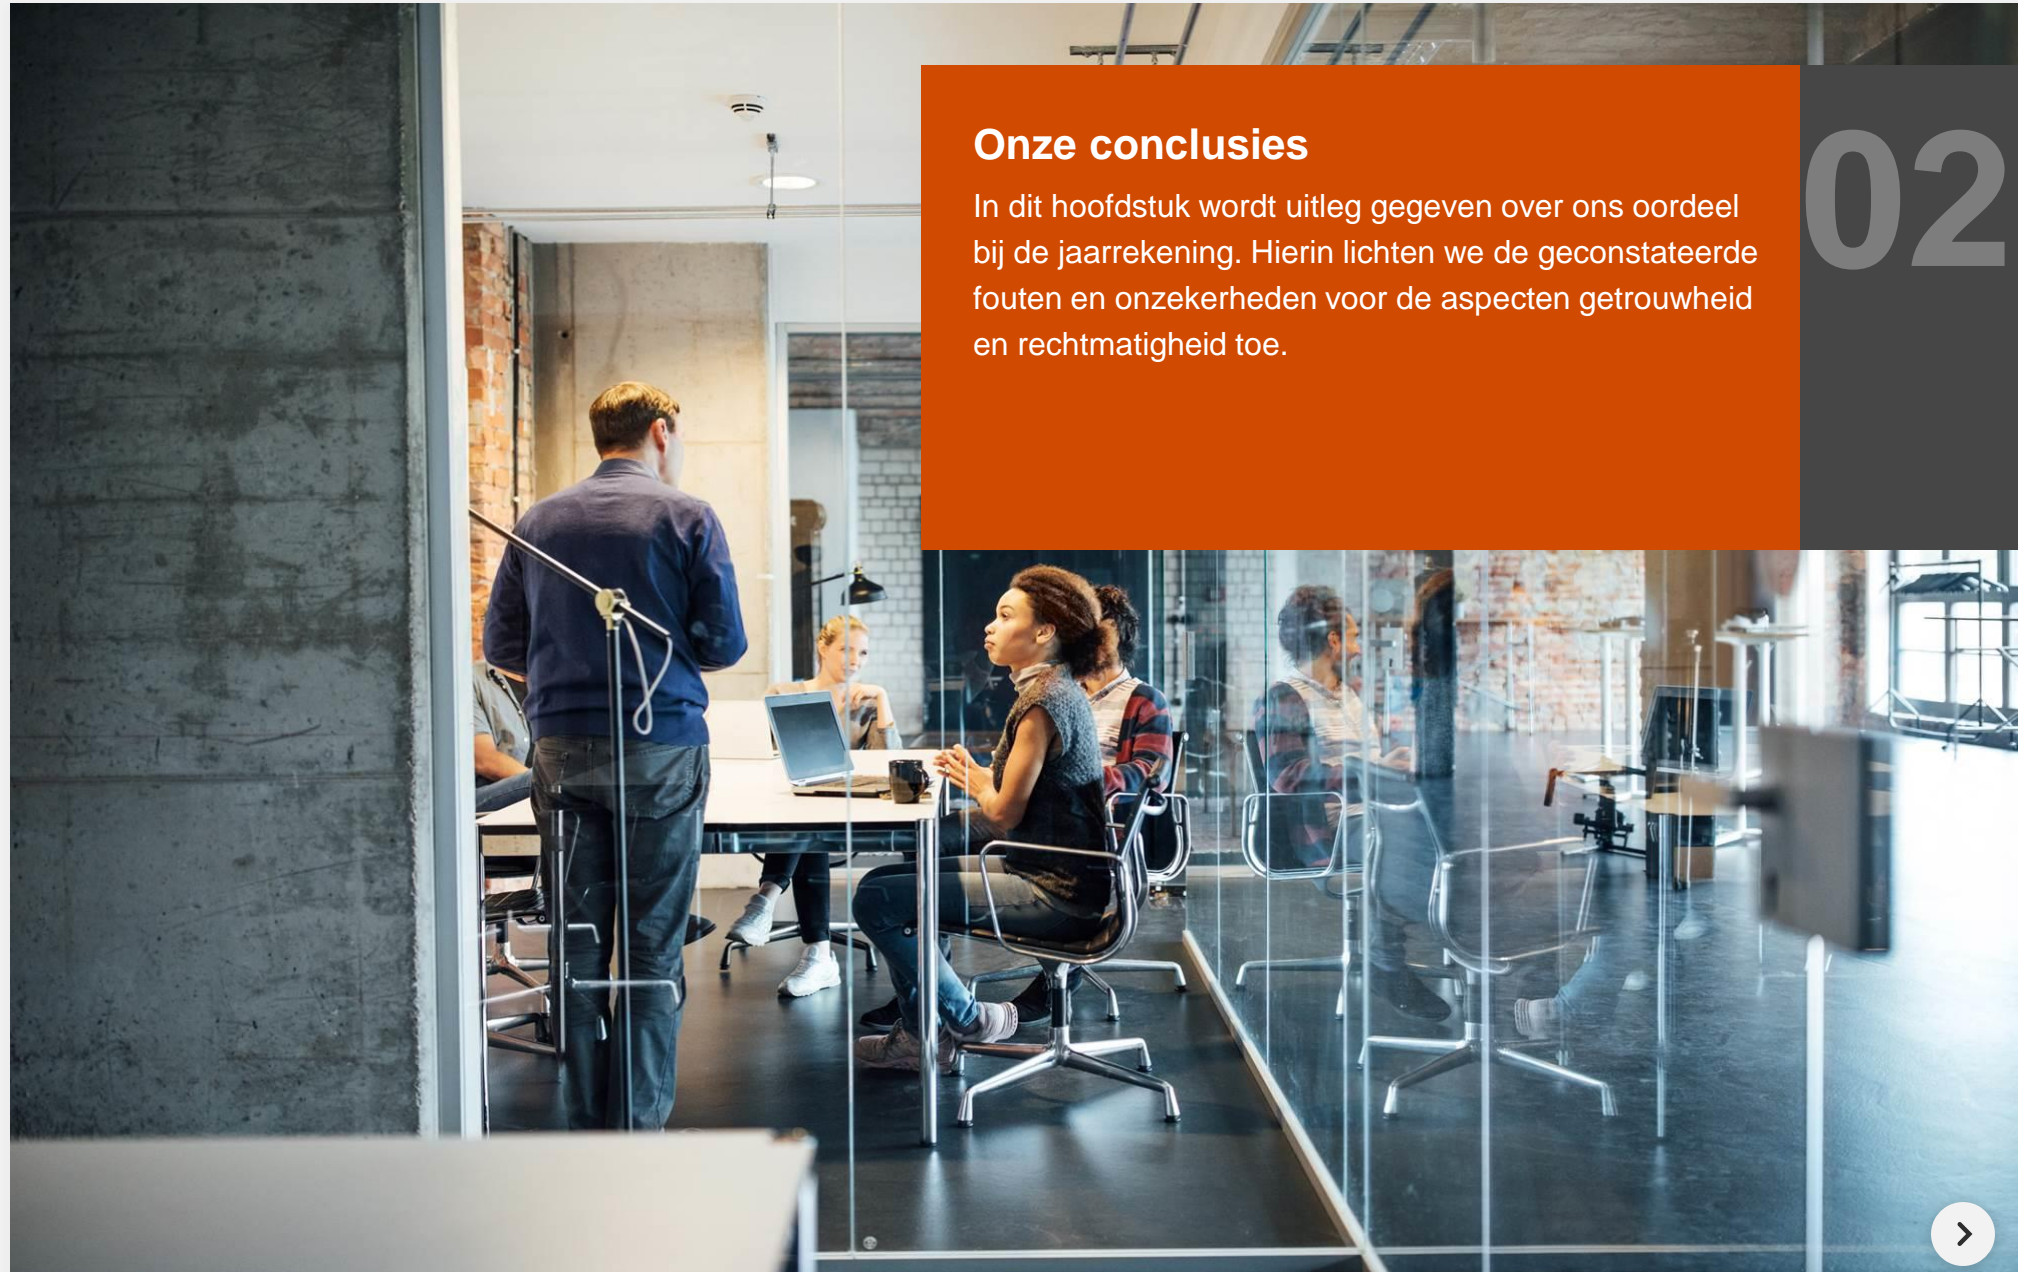 Onze conclusies
In dit hoofdstuk wordt uitleg gegeven over ons oordeel
bij de jaarrekening. Hierin lichten we de geconstateerde
fouten en onzekerheden voor de aspecten getrouwheid
en rechtmatigheid toe.
02